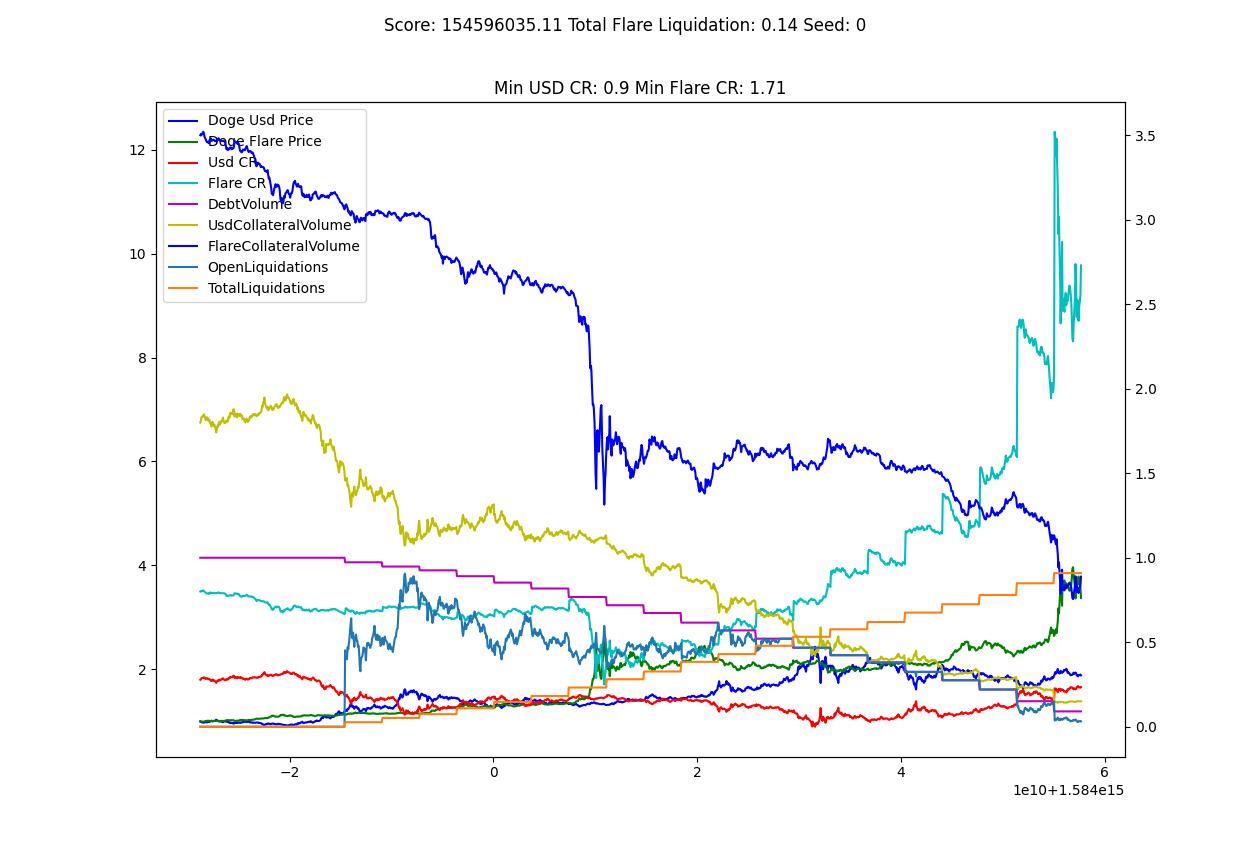 Score: 154596035.11 Total Flare Liquidation: 0.14 Seed: 0
Min USD CR: 0.9 Min Flare CR: 1.71
Doge Usd Price
Doge Flare Price
Usd CR
Flare CR
DebtVolume
UsdCollateralVolume
FlareCollateralVolume
OpenLiquidations
TotalLiquidations
12
10
8
6
4
2
3.5
3.0
2.5
2.0
1.5
1.0
0.5
0.0
−2
0
2
4
6
1e10+1.584e15